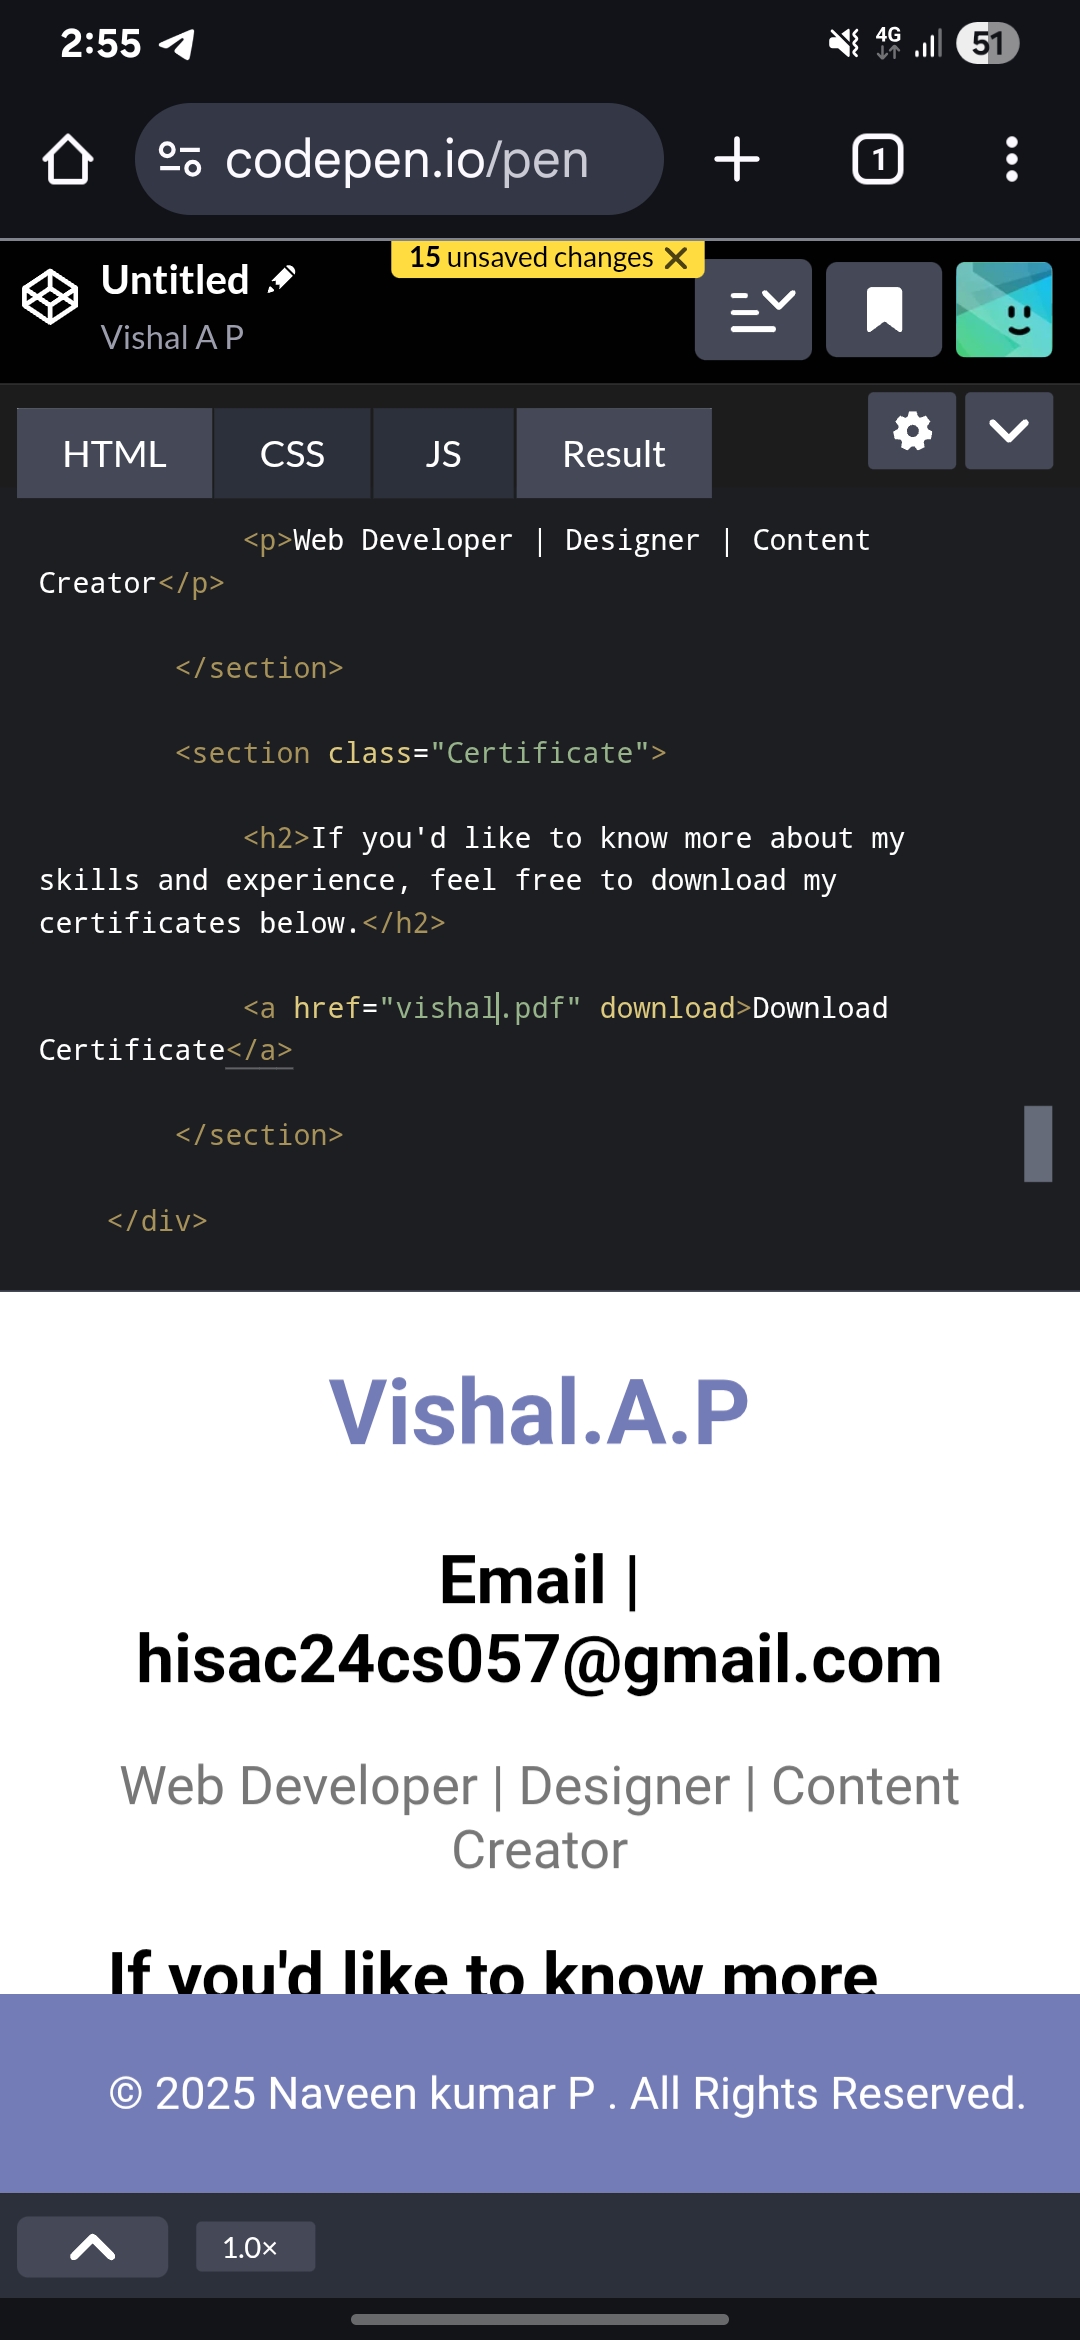 2:55
4G
51
codepen.io/pen
1
15 unsaved changes
Untitled
Vishal A P
HTML CSS JS Result
<p>Web Developer | Designer | Content
Creator</p>
</section>
<section class="Certificate">
<h2>If you'd like to know more about my
skills and experience, feel free to download my
certificates below.</h2>
<a href="vishal.pdf" download>Download
Certificate</a>
</section>
</div>
Vishal.A.P
Email |
hisac24cs057@gmail.com
Web Developer | Designer | Content
Creator
If you'd like to know more
© 2025 Naveen kumar P . All Rights Reserved.
1.0×